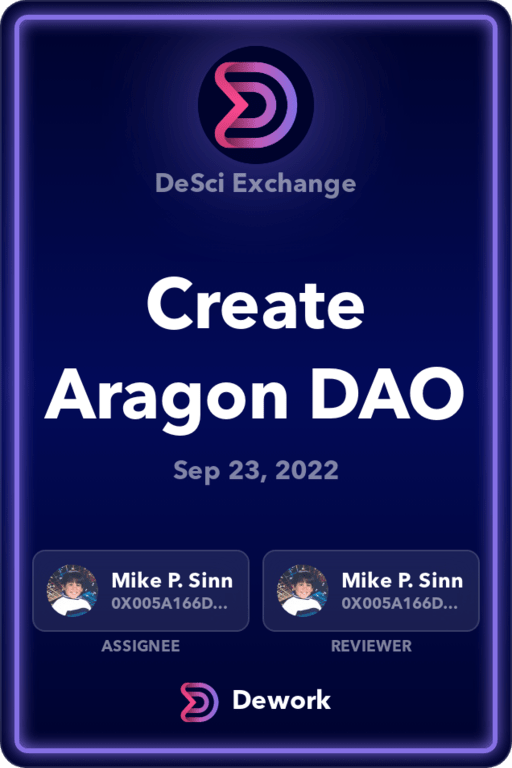 DeSci Exchange
Create
Aragon DAO
Sep 23, 2022
Mike P. Sinn
0X005A166D...
ASSIGNEE
Mike P. Sinn
0X005A166D...
REVIEWER
Dework